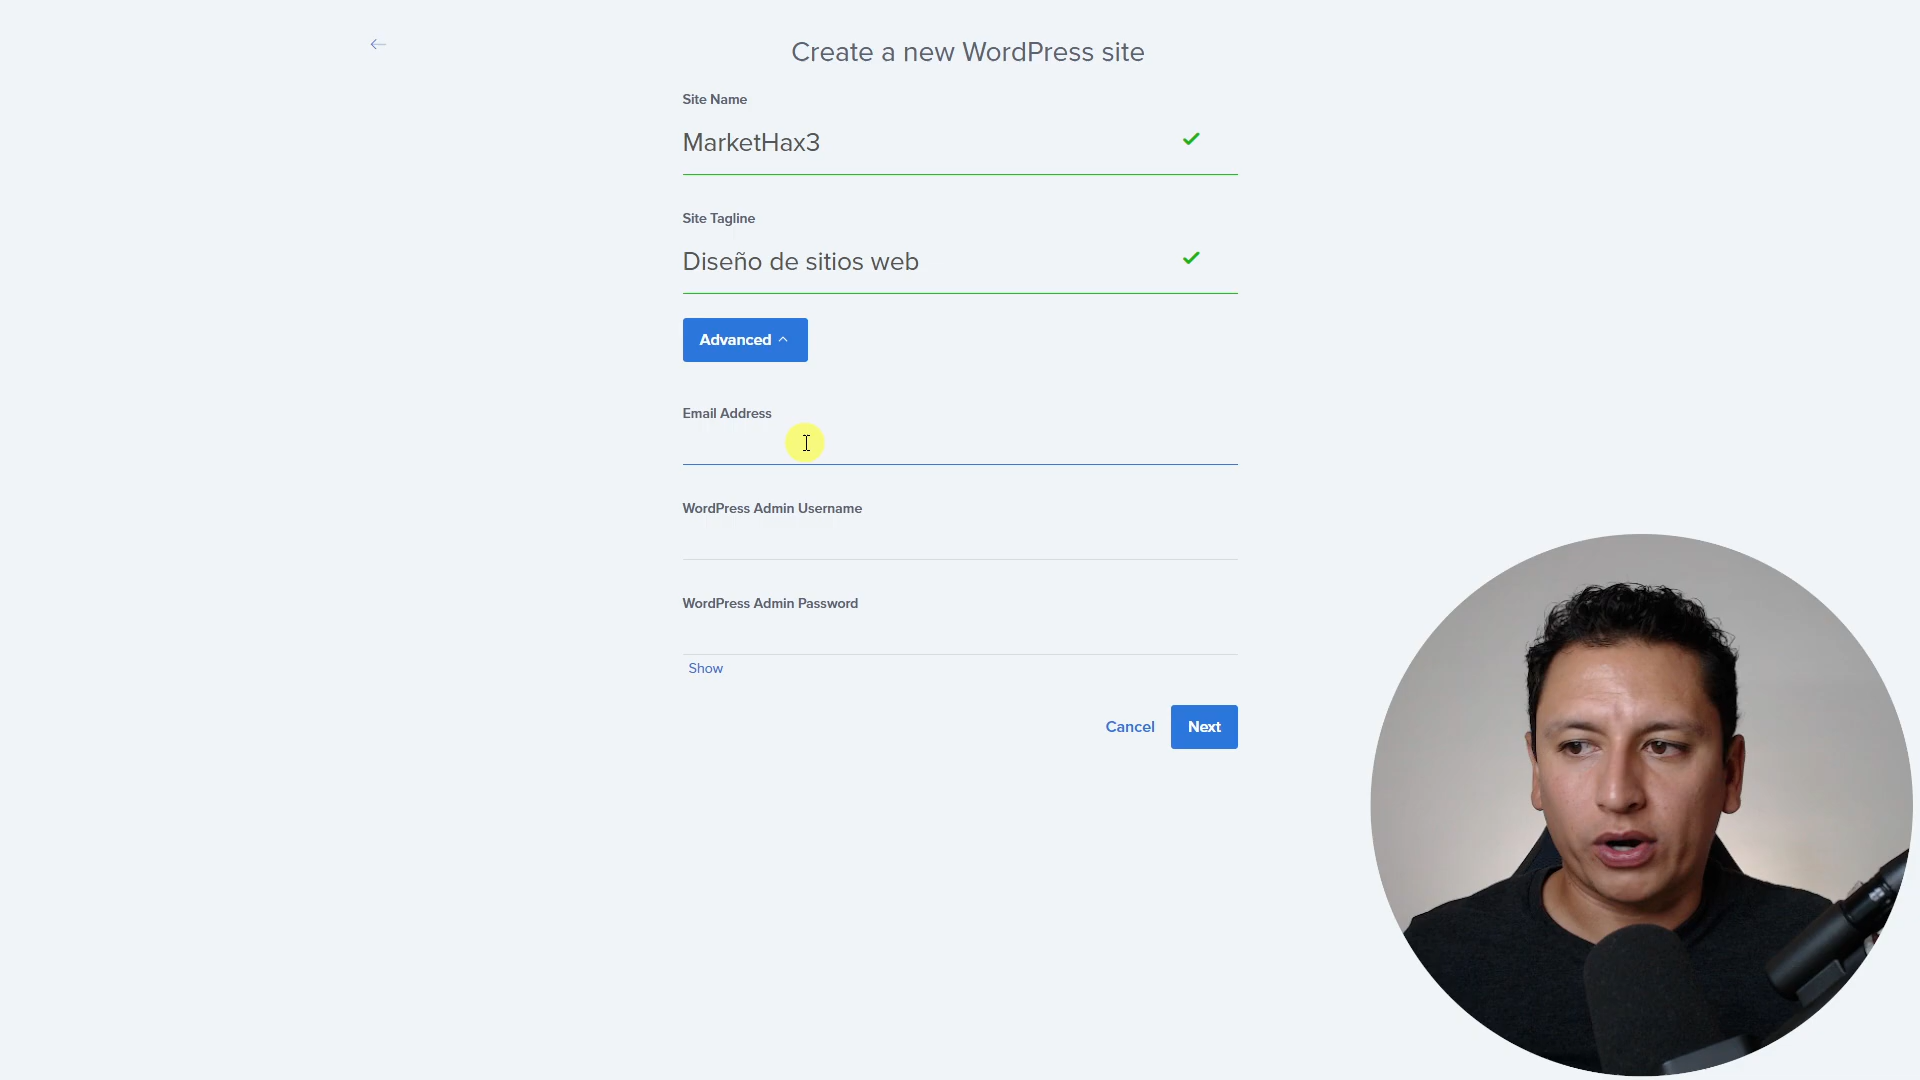 Create a new WordPress site
Site Name
MarketHax3
Site Tagline
Diseño de sitios web
Advanced
Email Address
WordPress Admin Username
WordPress Admin Password
Show
Cancel
Next